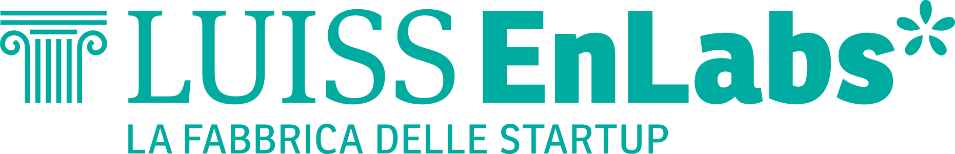 LUISS EnLabs*
LA FABBRICA DELLE STARTUP